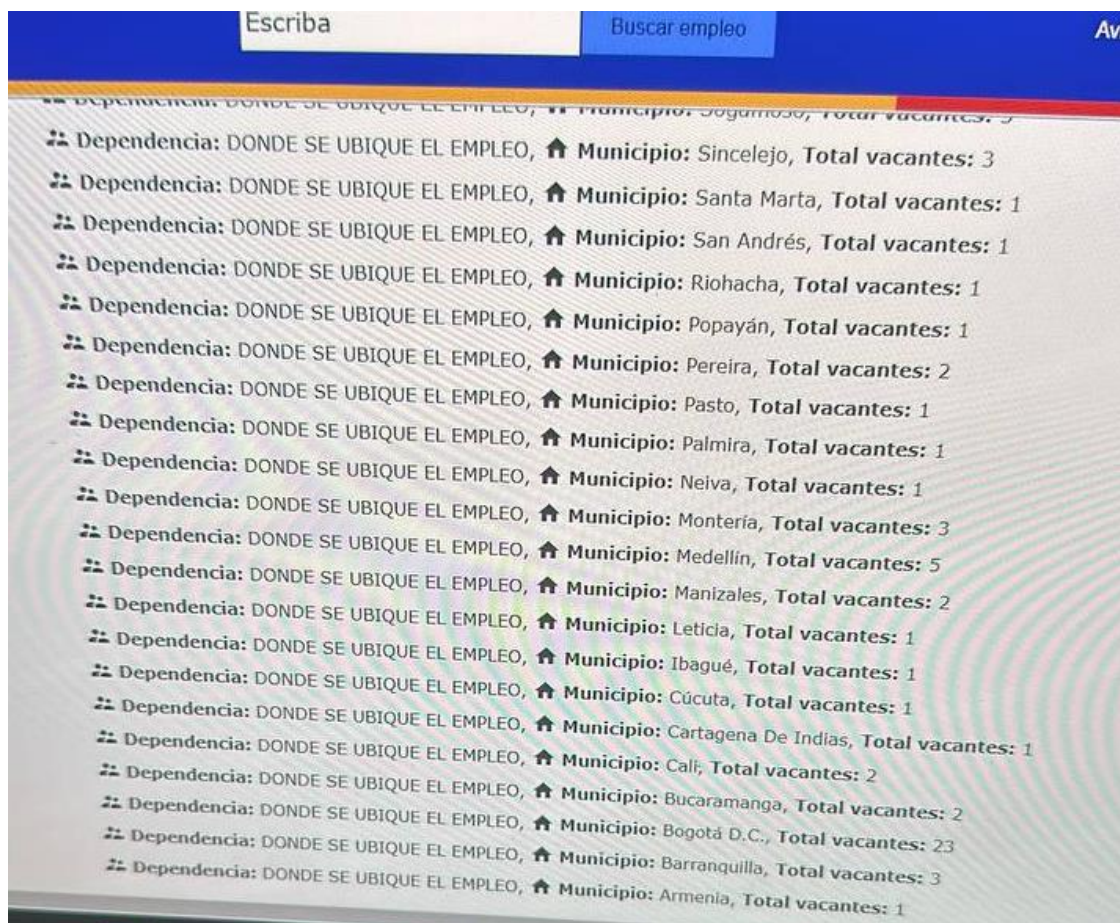 Escriba
Buscar empleo
Av
Dependencia: DONDE SE UBIQUE EL EMPLEO, Municipio: Sogamoso, Total vacantes:
Dependencia: DONDE SE UBIQUE EL EMPLEO, Municipio: Sincelejo, Total vacantes: 3
Dependencia: DONDE SE UBIQUE EL EMPLEO, Municipio: Santa Marta, Total vacantes: 1
Dependencia: DONDE SE UBIQUE EL EMPLEO, Municipio: San Andrés, Total vacantes: 1
Dependencia: DONDE SE UBIQUE EL EMPLEO, Municipio: Riohacha, Total vacantes: 1
Dependencia: DONDE SE UBIQUE EL EMPLEO, Municipio: Popayán, Total vacantes: 1
Dependencia: DONDE SE UBIQUE EL EMPLEO, Municipio: Pereira, Total vacantes: 2
Dependencia: DONDE SE UBIQUE EL EMPLEO, Municipio: Pasto, Total vacantes: 1
Dependencia: DONDE SE UBIQUE EL EMPLEO, Municipio: Palmira, Total vacantes: 1
Dependencia: DONDE SE UBIQUE EL EMPLEO, Municipio: Neiva, Total vacantes: 1
Dependencia: DONDE SE UBIQUE EL EMPLEO, Municipio: Montería, Total vacantes: 3
Dependencia: DONDE SE UBIQUE EL EMPLEO, Municipio: Medellín, Total vacantes: 5
Dependencia: DONDE SE UBIQUE EL EMPLEO, Municipio: Manizales, Total vacantes: 2
Dependencia: DONDE SE UBIQUE EL EMPLEO, Municipio: Leticia, Total vacantes: 1
Dependencia: DONDE SE UBIQUE EL EMPLEO, Municipio: Ibagué, Total vacantes: 1
Dependencia: DONDE SE UBIQUE EL EMPLEO, Municipio: Cúcuta, Total vacantes: 1
Dependencia: DONDE SE UBIQUE EL EMPLEO, Municipio: Cartagena De Indias, Total vacantes: 1
Dependencia: DONDE SE UBIQUE EL EMPLEO, Municipio: Cali, Total vacantes: 2
Dependencia: DONDE SE UBIQUE EL EMPLEO, Municipio: Bucaramanga, Total vacantes: 2
Dependencia: DONDE SE UBIQUE EL EMPLEO, Municipio: Bogotá D.C., Total vacantes: 23
Dependencia: DONDE SE UBIQUE EL EMPLEO, Municipio: Barranquilla, Total vacantes: 3
Dependencia: DONDE SE UBIQUE EL EMPLEO, Municipio: Armenia, Total vacantes: 1